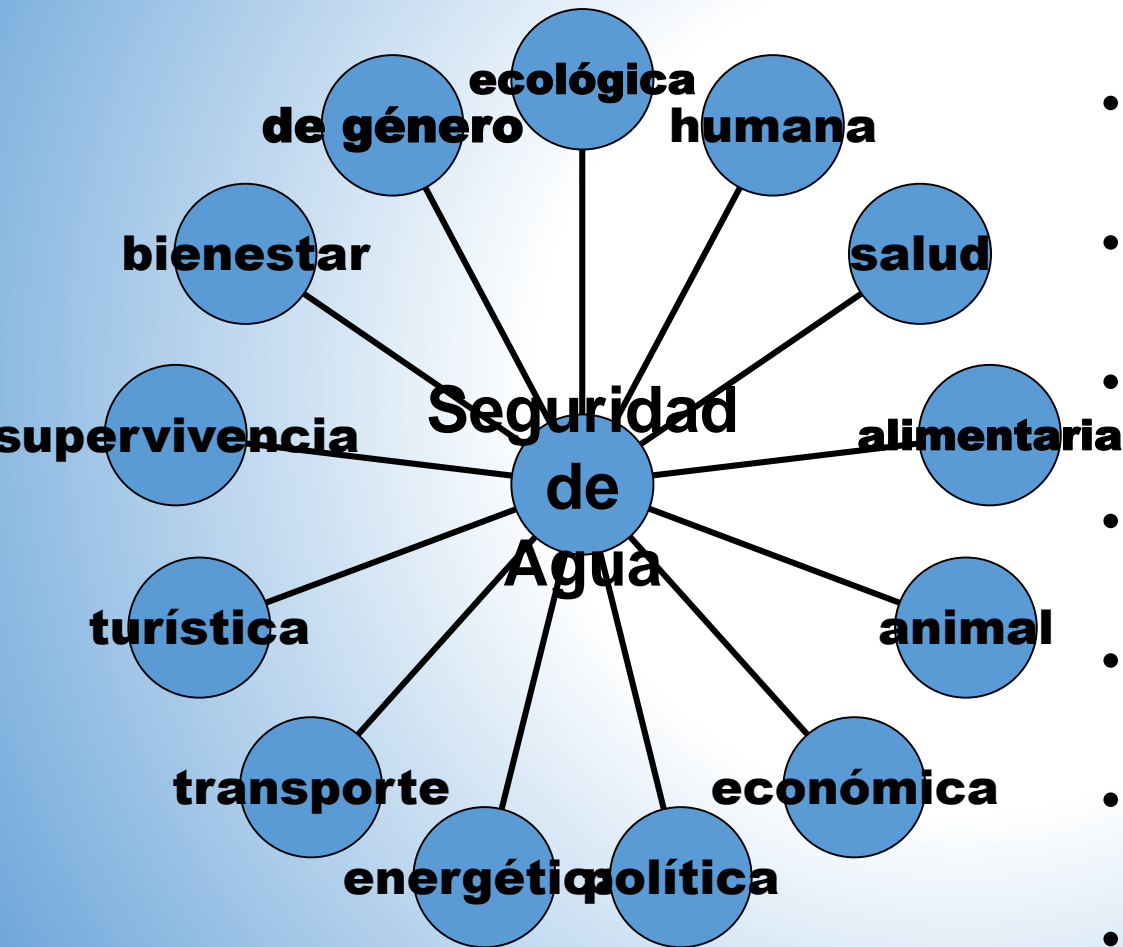 ecológica
de género
humana
bienestar
salud
Seguridad
de
Agua
supervivencia
alimentaria
turística
animal
transporte
económica
energética
política